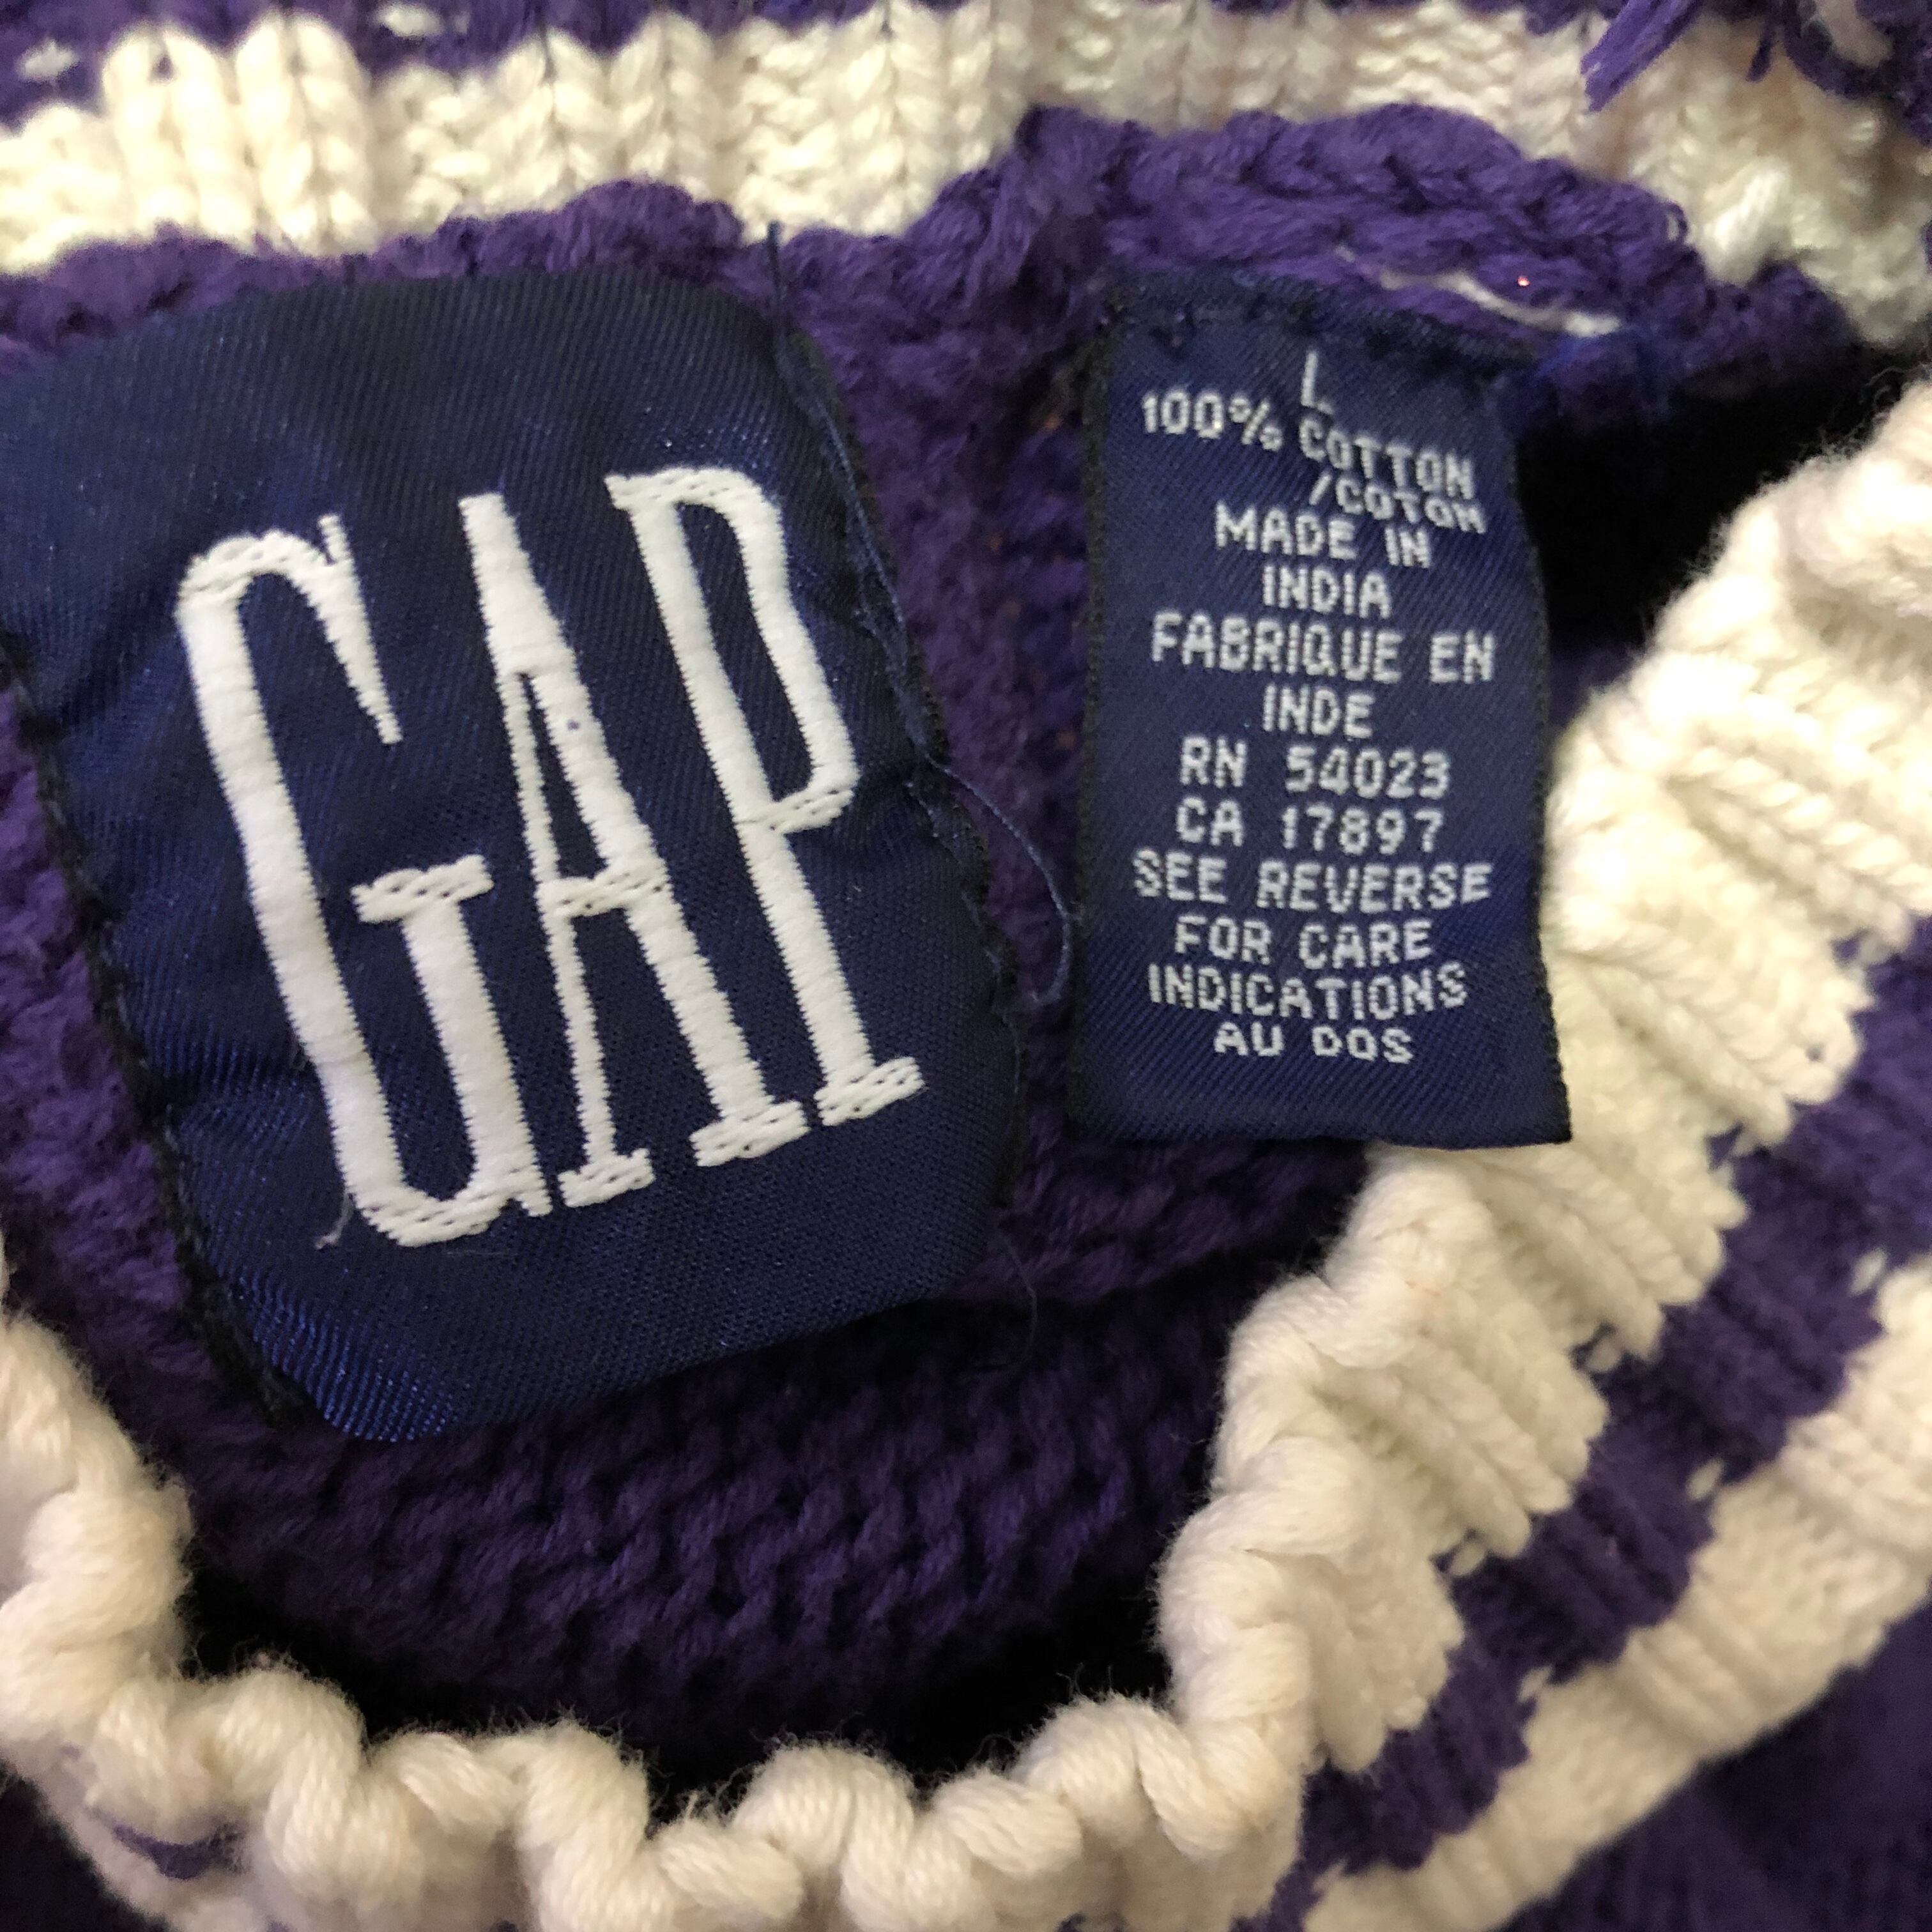 GAP
L
100% COTTON
/COTON
MADE IN
INDIA
FABRIQUE EN
INDE
RN 54023
CA 17897
SEE REVERSE
FOR CARE
INDICATIONS
AU DOS